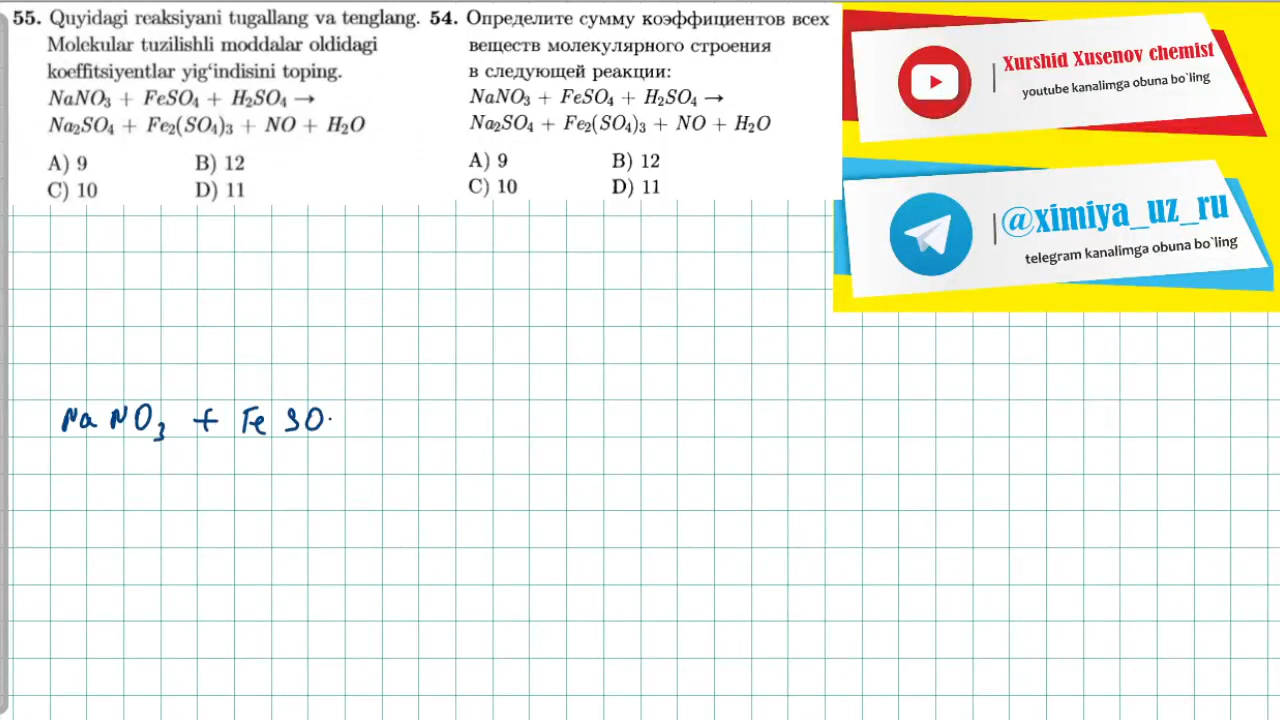 55. Quyidagi reaksiyani tugallang va tenglang.
Molekular tuzilishli moddalar oldidagi
koeffitsiyentlar yig‘indisini toping.
NaNO₃ + FeSO₄ + H₂SO₄ →
Na₂SO₄ + Fe₂(SO₄)₃ + NO + H₂O
A) 9 B) 12
C) 10 D) 11
54. Определите сумму коэффициентов всех
веществ молекулярного строения
в следующей реакции:
NaNO₃ + FeSO₄ + H₂SO₄ →
Na₂SO₄ + Fe₂(SO₄)₃ + NO + H₂O
A) 9 B) 12
C) 10 D) 11
Xurshid Xusenov chemist
youtube kanalimga obuna bo`ling
@ximiya_uz_ru
telegram kanalimga obuna bo`ling
NaNO₃ + FeSO